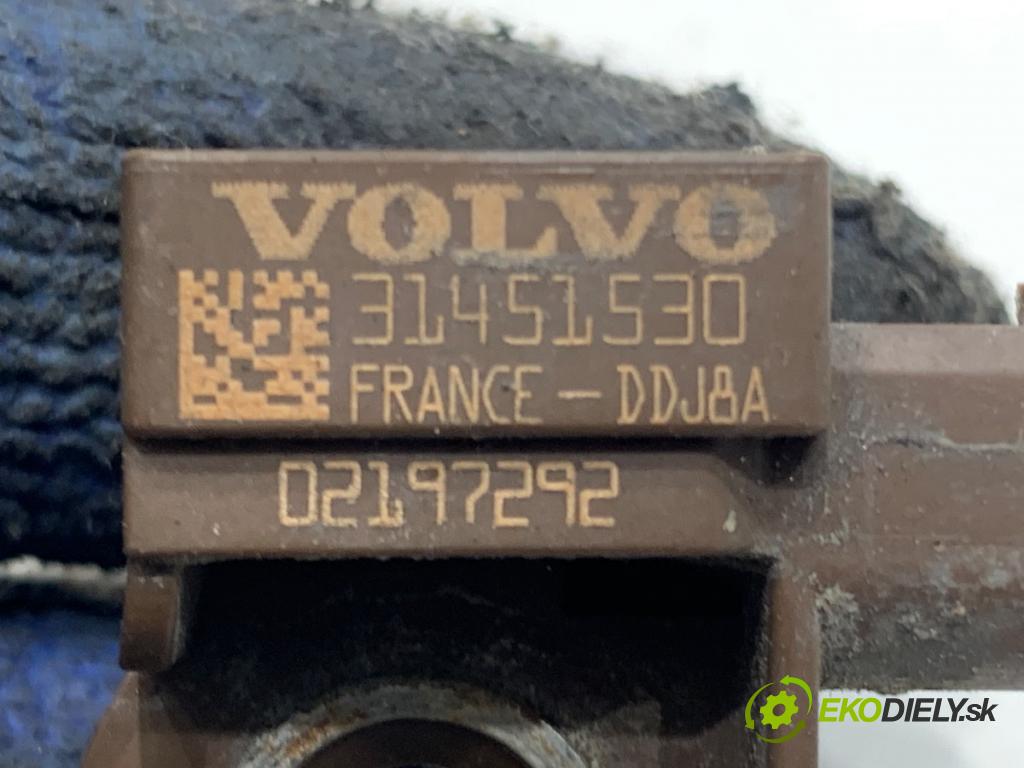 VOLVO
31451530
FRANCE - DDJ8A
02197292
EKODIELY.sk